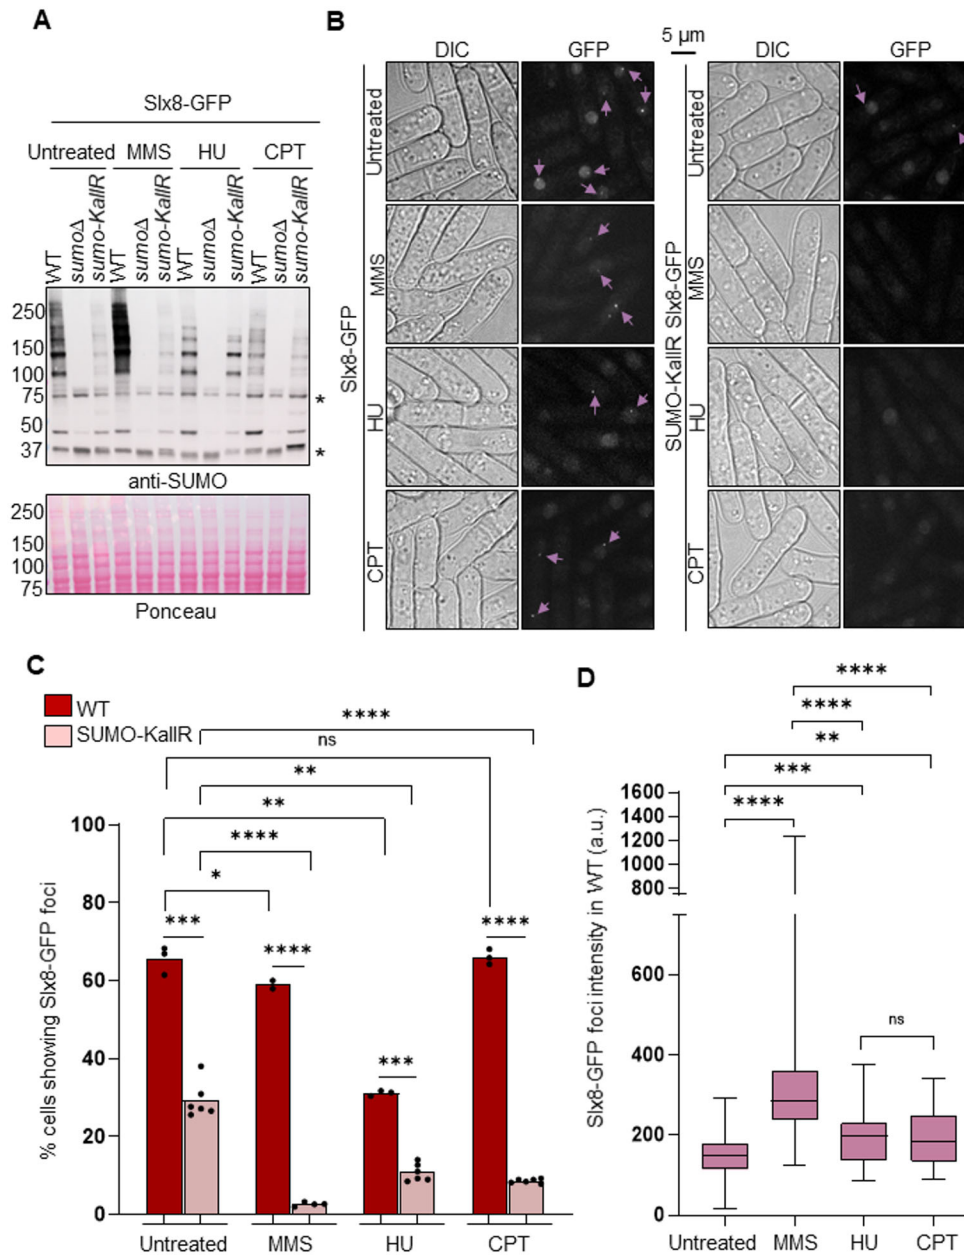 A
Slx8-GFP
Untreated MMS HU CPT
WT
sumoΔ
sumo-KallR
WT
sumoΔ
sumo-KallR
WT
sumoΔ
sumo-KallR
WT
sumoΔ
sumo-KallR
250
150
100
75 *
50
37 *
anti-SUMO
250
150
100
75
Ponceau
B
5 µm
DIC GFP DIC GFP
Slx8-GFP
Untreated
MMS
HU
CPT
SUMO-KallR Slx8-GFP
Untreated
MMS
HU
CPT
C
WT
SUMO-KallR
****
ns
**
**
****
*
***
****
***
****
% cells showing Slx8-GFP foci
100
80
60
40
20
0
Untreated MMS HU CPT
D
****
****
**
***
****
ns
Slx8-GFP foci intensity in WT (a.u.)
1600
1400
1200
1000
800
600
400
200
0
Untreated MMS HU CPT